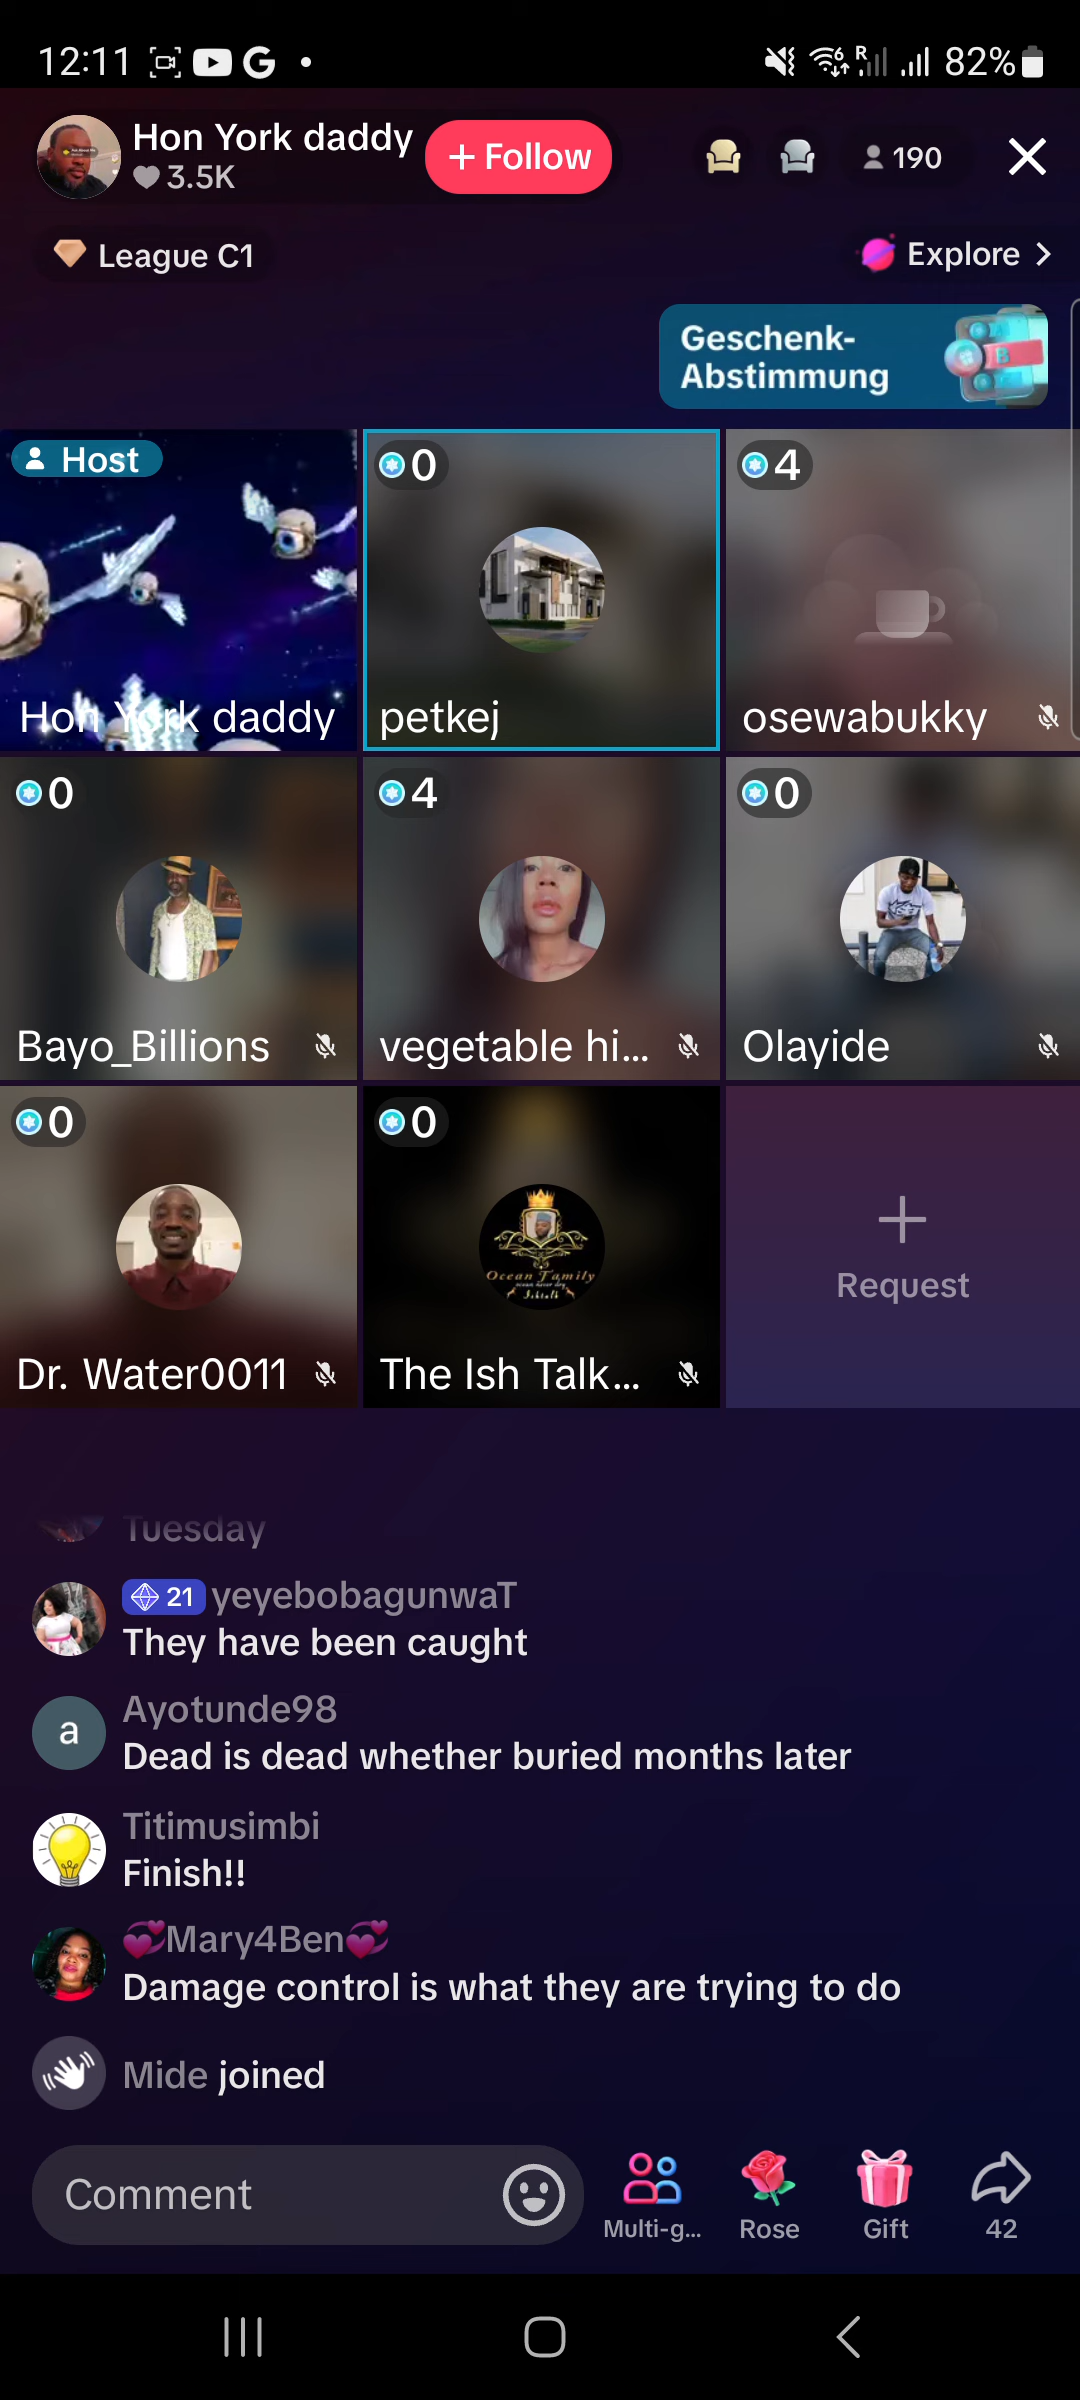 12:11
82%
Hon York daddy
3.5K
+ Follow
190
League C1
Explore
Geschenk-
Abstimmung
Host
Hon York daddy
0
petkej
4
osewabukky
0
Bayo_Billions
4
vegetable hi...
0
Olayide
0
Dr. Water0011
0
Ocean Family
The Ish Talk...
Request
Tuesday
21 yeyebobagunwaT
They have been caught
a
Ayotunde98
Dead is dead whether buried months later
Titimusimbi
Finish!!
💞Mary4Ben💞
Damage control is what they are trying to do
Mide joined
Comment
Multi-g...
Rose
Gift
42